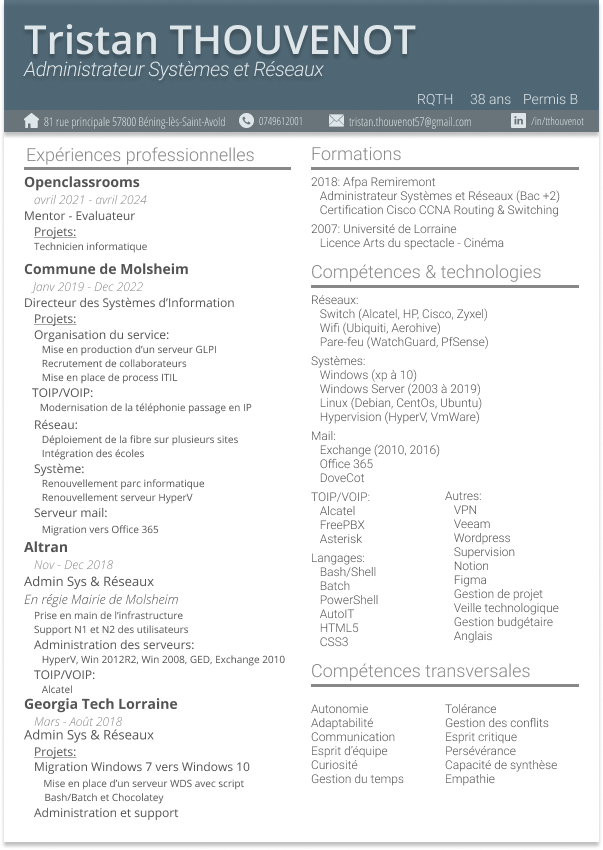 Tristan THOUVENOT
Administrateur Systèmes et Réseaux
RQTH 38 ans Permis B
81 rue principale 57800 Béning-lès-Saint-Avold 0749612001 tristan.thouvenot57@gmail.com /in/tthouvenot
Expériences professionnelles
Openclassrooms
avril 2021 - avril 2024
Mentor - Evaluateur
Projets:
Technicien informatique
Commune de Molsheim
Janv 2019 - Dec 2022
Directeur des Systèmes d’Information
Projets:
Organisation du service:
Mise en production d’un serveur GLPI
Recrutement de collaborateurs
Mise en place de process ITIL
TOIP/VOIP:
Modernisation de la téléphonie passage en IP
Réseau:
Déploiement de la fibre sur plusieurs sites
Intégration des écoles
Système:
Renouvellement parc informatique
Renouvellement serveur HyperV
Serveur mail:
Migration vers Office 365
Altran
Nov - Dec 2018
Admin Sys & Réseaux
En régie Mairie de Molsheim
Prise en main de l’infrastructure
Support N1 et N2 des utilisateurs
Administration des serveurs:
HyperV, Win 2012R2, Win 2008, GED, Exchange 2010
TOIP/VOIP:
Alcatel
Georgia Tech Lorraine
Mars - Août 2018
Admin Sys & Réseaux
Projets:
Migration Windows 7 vers Windows 10
Mise en place d’un serveur WDS avec script
Bash/Batch et Chocolatey
Administration et support
Formations
2018: Afpa Remiremont
Administrateur Systèmes et Réseaux (Bac +2)
Certification Cisco CCNA Routing & Switching
2007: Université de Lorraine
Licence Arts du spectacle - Cinéma
Compétences & technologies
Réseaux:
Switch (Alcatel, HP, Cisco, Zyxel)
Wifi (Ubiquiti, Aerohive)
Pare-feu (WatchGuard, PfSense)
Systèmes:
Windows (xp à 10)
Windows Server (2003 à 2019)
Linux (Debian, CentOs, Ubuntu)
Hypervision (HyperV, VmWare)
Mail:
Exchange (2010, 2016)
Office 365
DoveCot
TOIP/VOIP:
Alcatel
FreePBX
Asterisk
Langages:
Bash/Shell
Batch
PowerShell
AutoIT
HTML5
CSS3
Autres:
VPN
Veeam
Wordpress
Supervision
Notion
Figma
Gestion de projet
Veille technologique
Gestion budgétaire
Anglais
Compétences transversales
Autonomie
Adaptabilité
Communication
Esprit d’équipe
Curiosité
Gestion du temps
Tolérance
Gestion des conflits
Esprit critique
Persévérance
Capacité de synthèse
Empathie